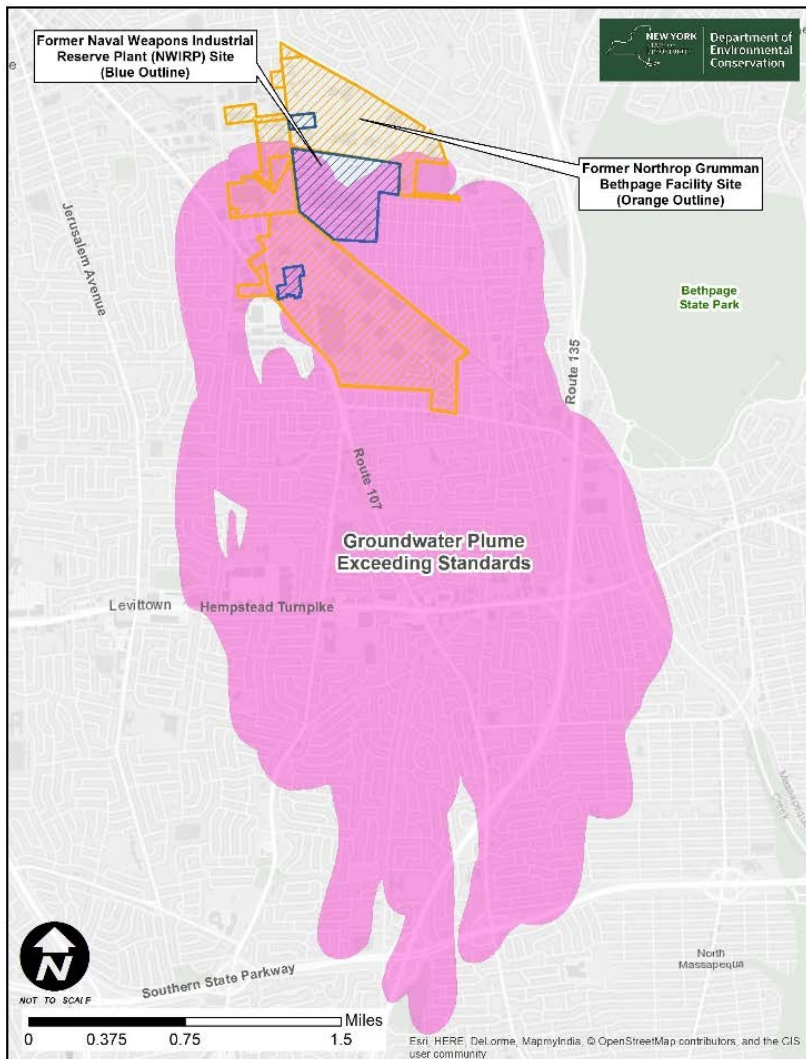 Former Naval Weapons Industrial
Reserve Plant (NWIRP) Site
(Blue Outline)
NEW YORK
Department of
Environmental
Conservation
Former Northrop Grumman
Bethpage Facility Site
(Orange Outline)
Jerusalem Avenue
Bethpage
State Park
Route 135
Route 107
Groundwater Plume
Exceeding Standards
Levittown
Hempstead Turnpike
Massapequa
Creek
North
Massapequa
Southern State Parkway
N
NOT TO SCALE
Miles
0 0.375 0.75 1.5
Esri, HERE, DeLorme, MapmyIndia, © OpenStreetMap contributors, and the GIS
user community